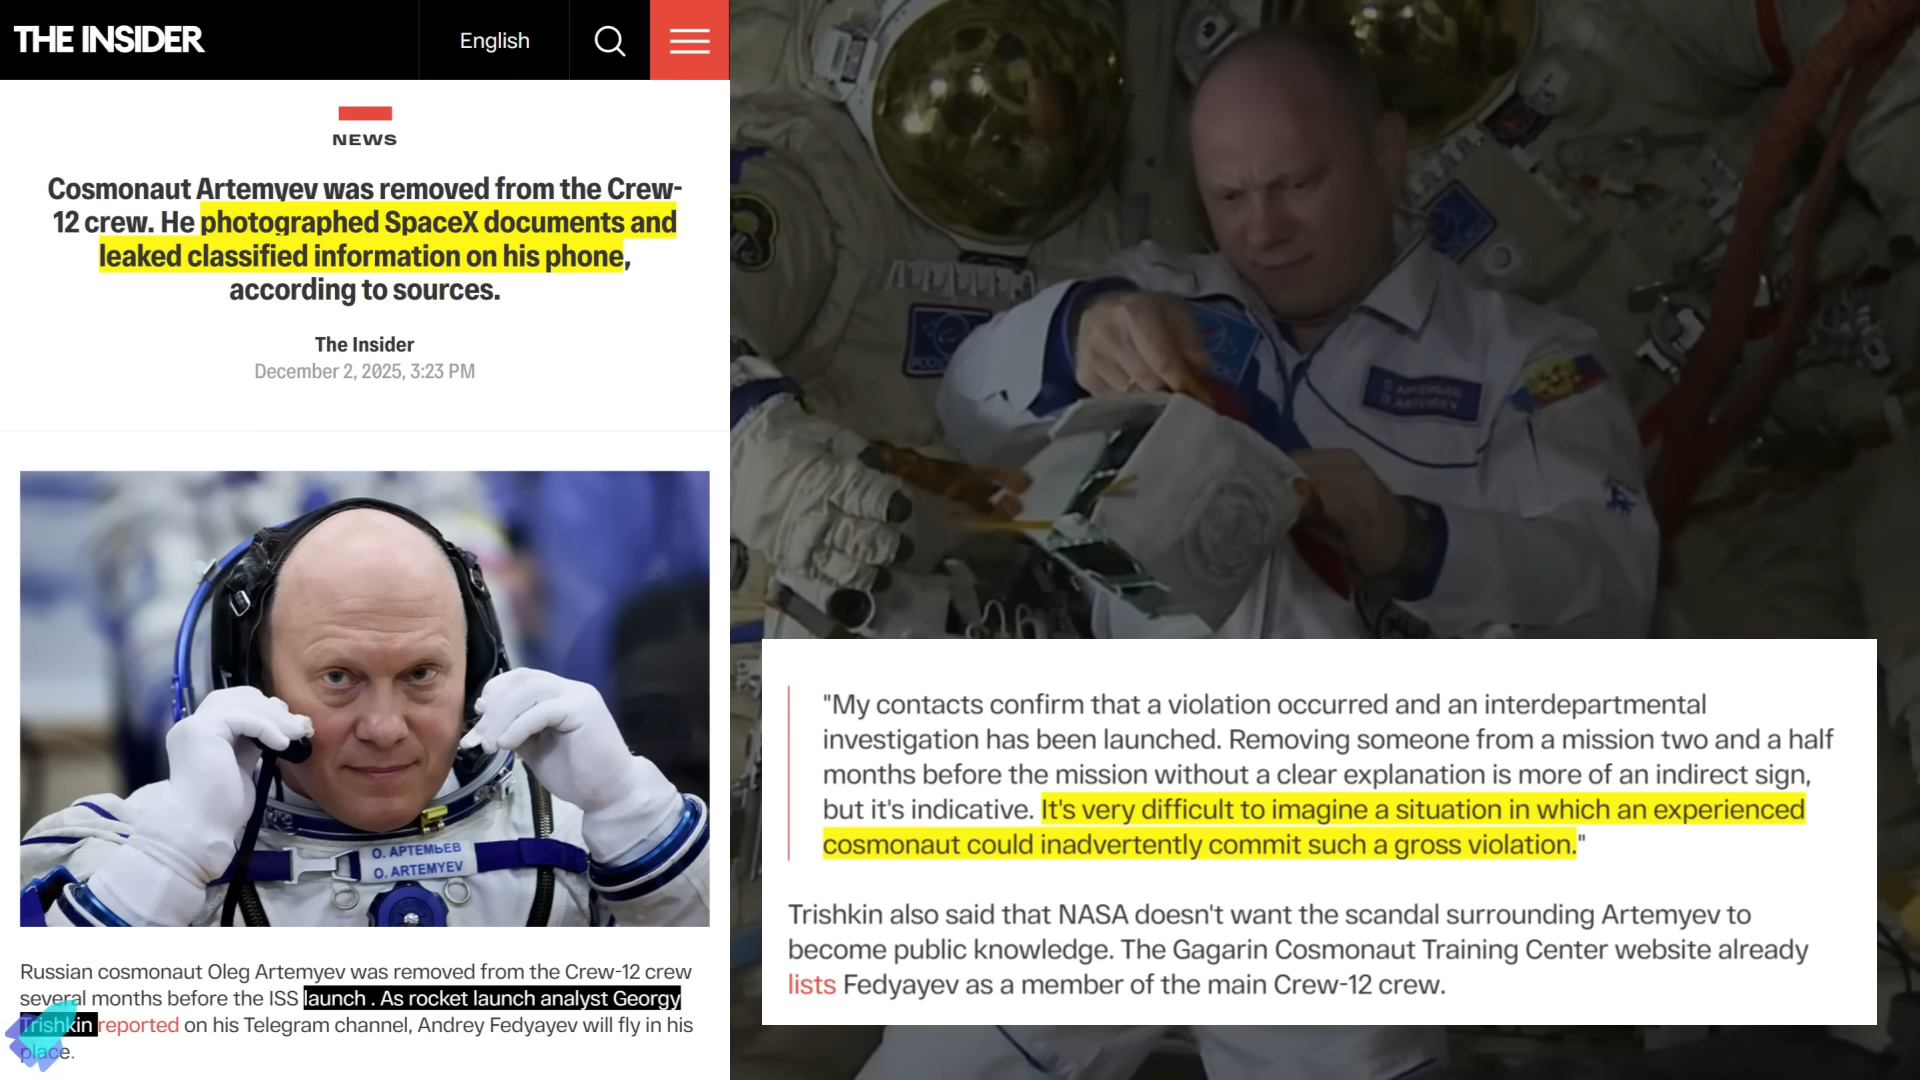 THE INSIDER
English
NEWS
Cosmonaut Artemyev was removed from the Crew-
12 crew. He photographed SpaceX documents and
leaked classified information on his phone,
according to sources.
The Insider
December 2, 2025, 3:23 PM
О. АРТЕМЬЕВ
O. ARTEMYEV
Russian cosmonaut Oleg Artemyev was removed from the Crew-12 crew
several months before the ISS launch . As rocket launch analyst Georgy
Trishkin reported on his Telegram channel, Andrey Fedyayev will fly in his
place.
О. АРТЕМЬЕВ
O. ARTEMYEV
"My contacts confirm that a violation occurred and an interdepartmental
investigation has been launched. Removing someone from a mission two and a half
months before the mission without a clear explanation is more of an indirect sign,
but it's indicative. It's very difficult to imagine a situation in which an experienced
cosmonaut could inadvertently commit such a gross violation."
Trishkin also said that NASA doesn't want the scandal surrounding Artemyev to
become public knowledge. The Gagarin Cosmonaut Training Center website already
lists Fedyayev as a member of the main Crew-12 crew.